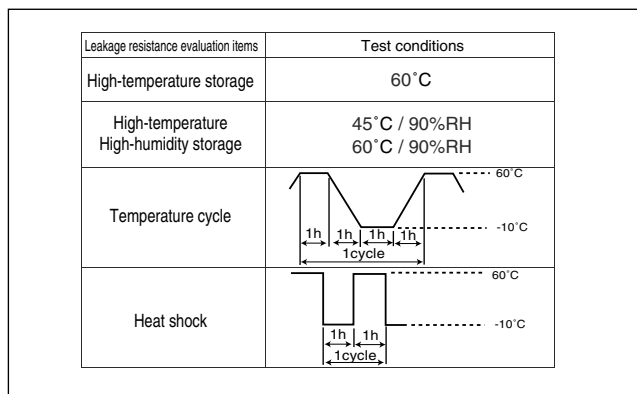 Leakage resistance evaluation items Test conditions
High-temperature storage 60˚C
High-temperature
High-humidity storage
45˚C / 90%RH
60˚C / 90%RH
Temperature cycle
60˚C
-10˚C
1h 1h 1h 1h
1cycle
Heat shock
60˚C
-10˚C
1h 1h
1cycle